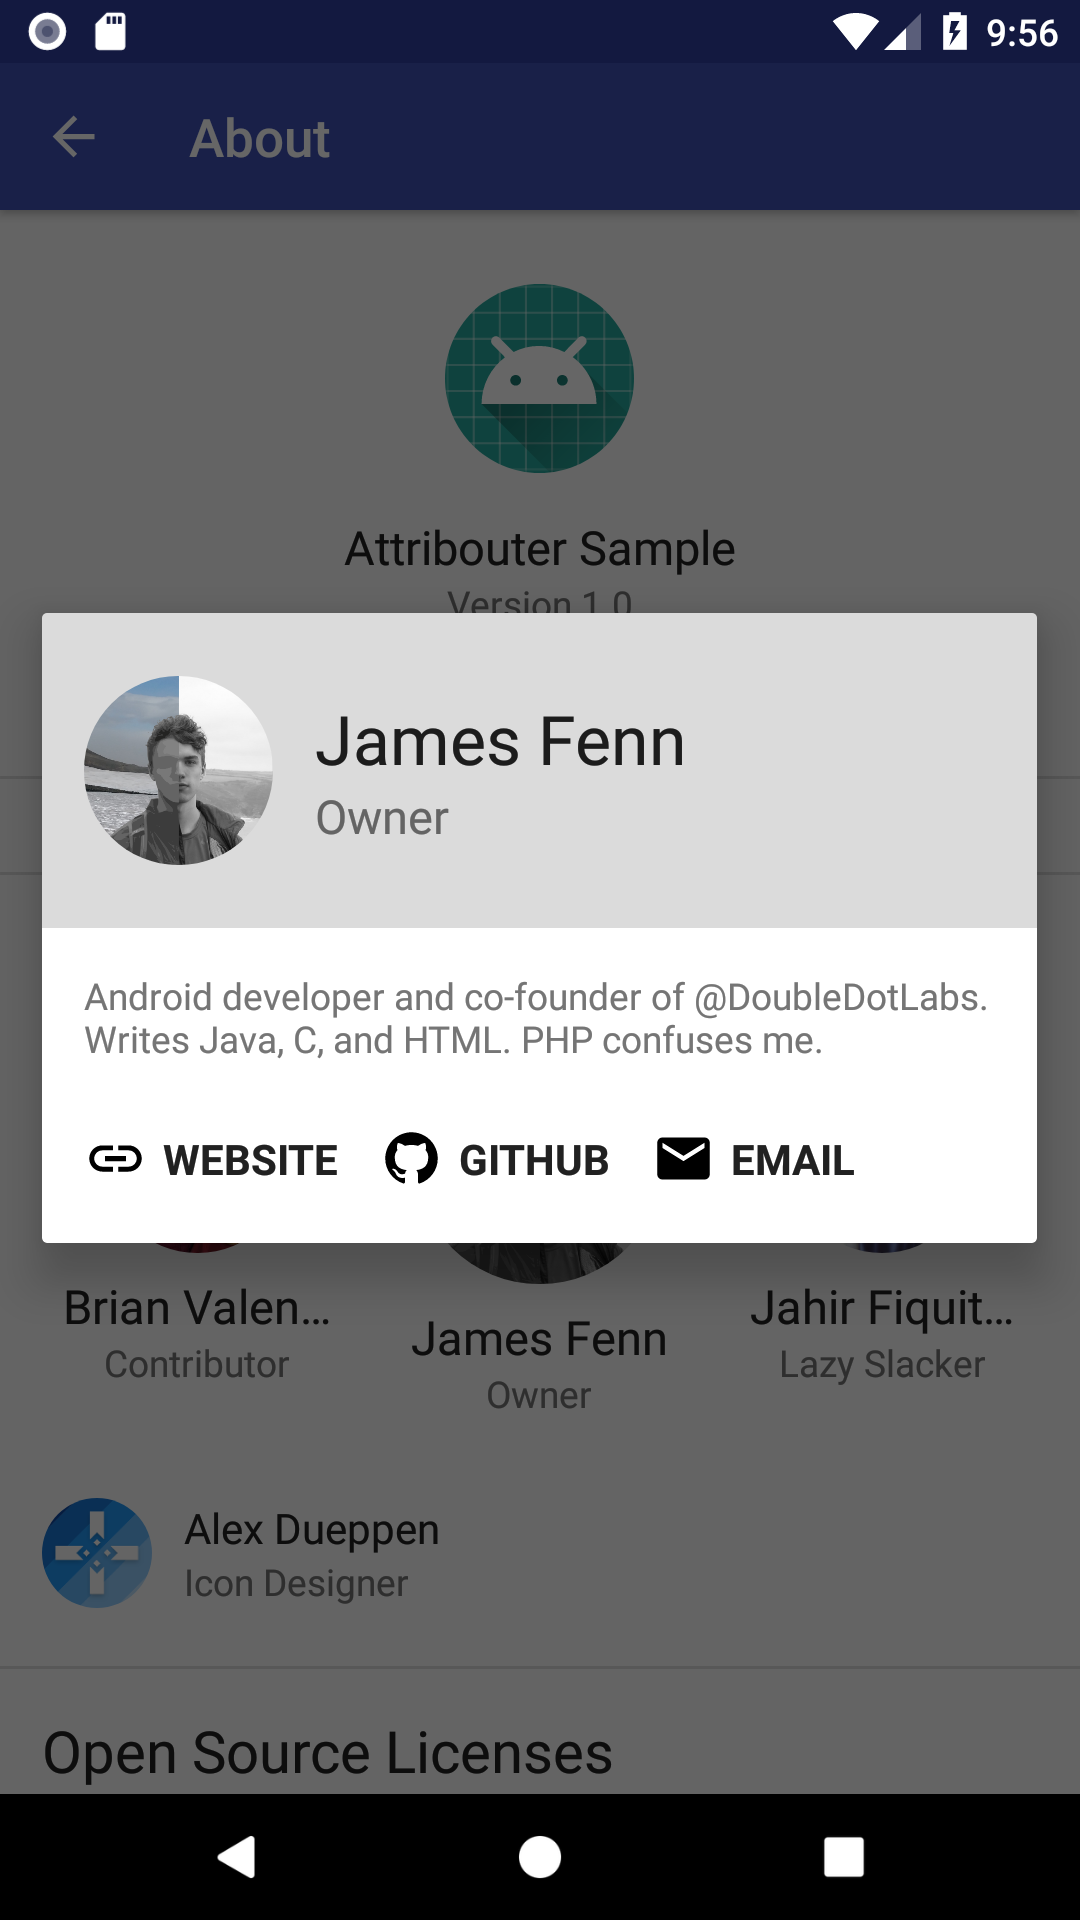 9:56
About
Attribouter Sample
Version 1.0
James Fenn
Owner
Android developer and co-founder of @DoubleDotLabs.
Writes Java, C, and HTML. PHP confuses me.
WEBSITE GITHUB EMAIL
Brian Valen... James Fenn Jahir Fiquit...
Contributor Owner Lazy Slacker
Alex Dueppen
Icon Designer
Open Source Licenses